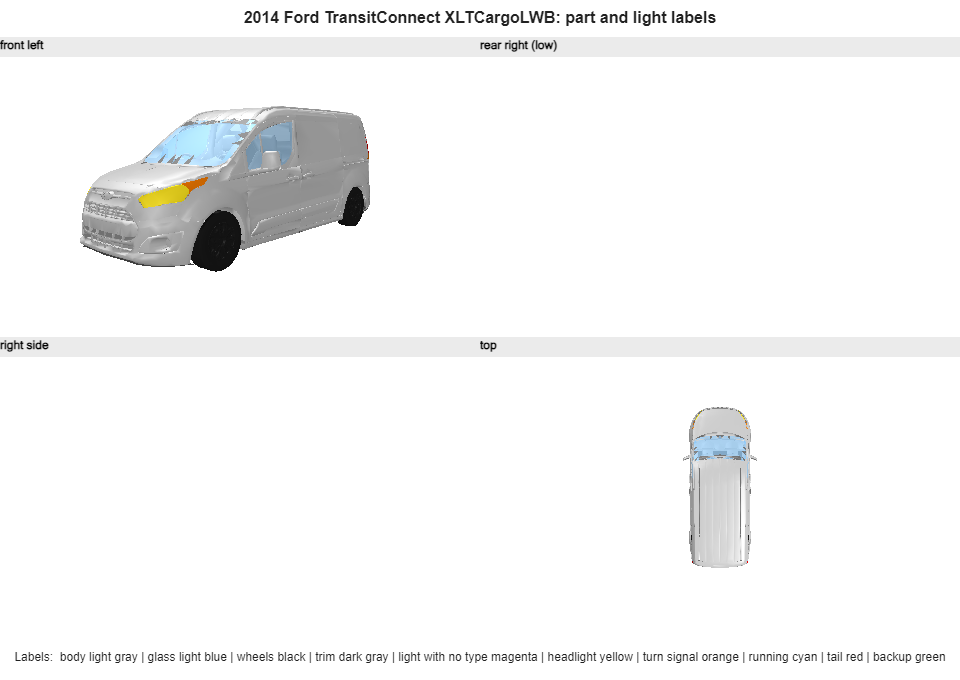 2014 Ford TransitConnect XLTCargoLWB: part and light labels
front left
rear right (low)
right side
top
Labels: body light gray | glass light blue | wheels black | trim dark gray | light with no type magenta | headlight yellow | turn signal orange | running cyan | tail red | backup green